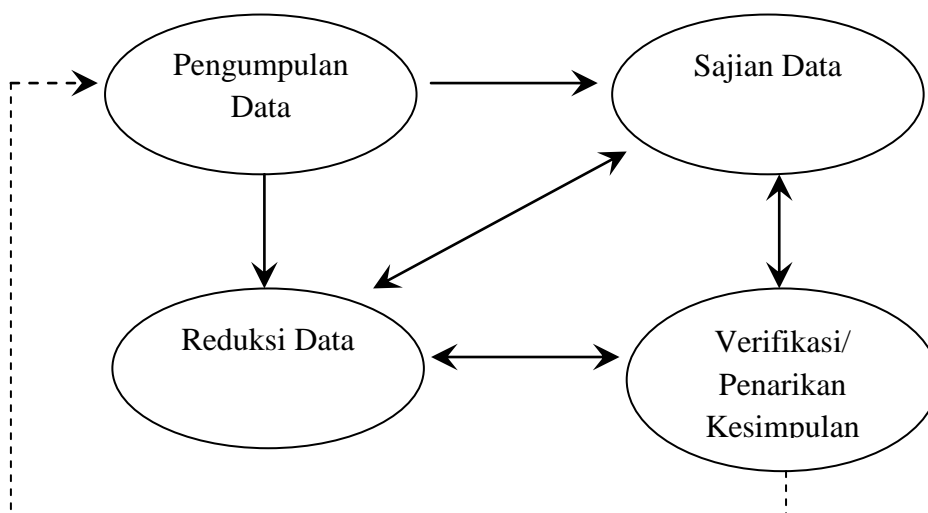 Pengumpulan
Data
Sajian Data
Reduksi Data
Verifikasi/
Penarikan
Kesimpulan